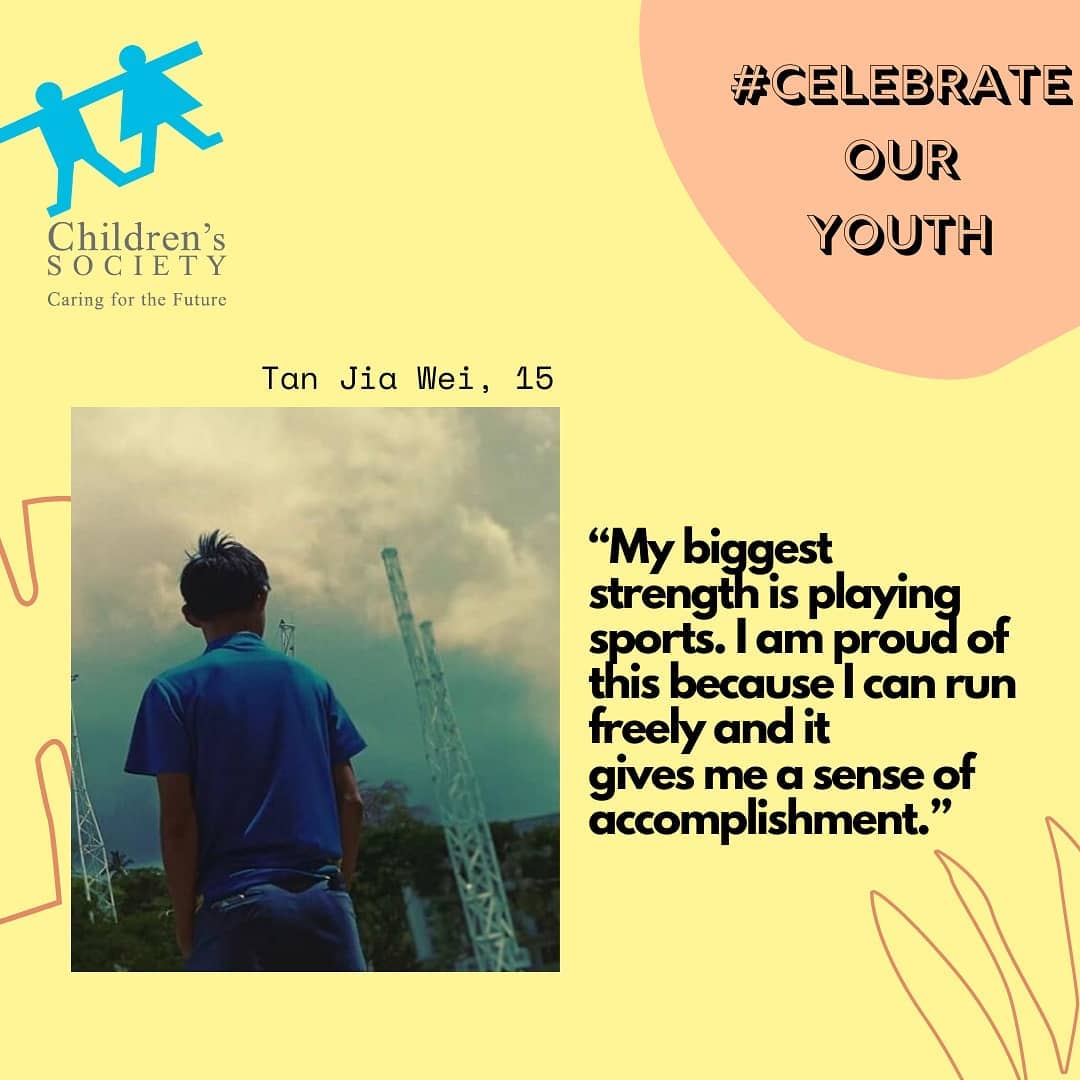 Children's
SOCIETY
Caring for the Future
#CELEBRATE
OUR
YOUTH
Tan Jia Wei, 15
“My biggest
strength is playing
sports. I am proud of
this because I can run
freely and it
gives me a sense of
accomplishment.”